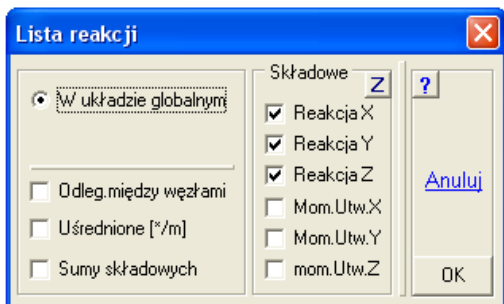 Lista reakcji
W układzie globalnym
Odleg.między węzłami
Uśrednione [*/m]
Sumy składowych
Składowe
Z
Reakcja X
Reakcja Y
Reakcja Z
Mom.Utw.X
Mom.Utw.Y
mom.Utw.Z
?
Anuluj
OK